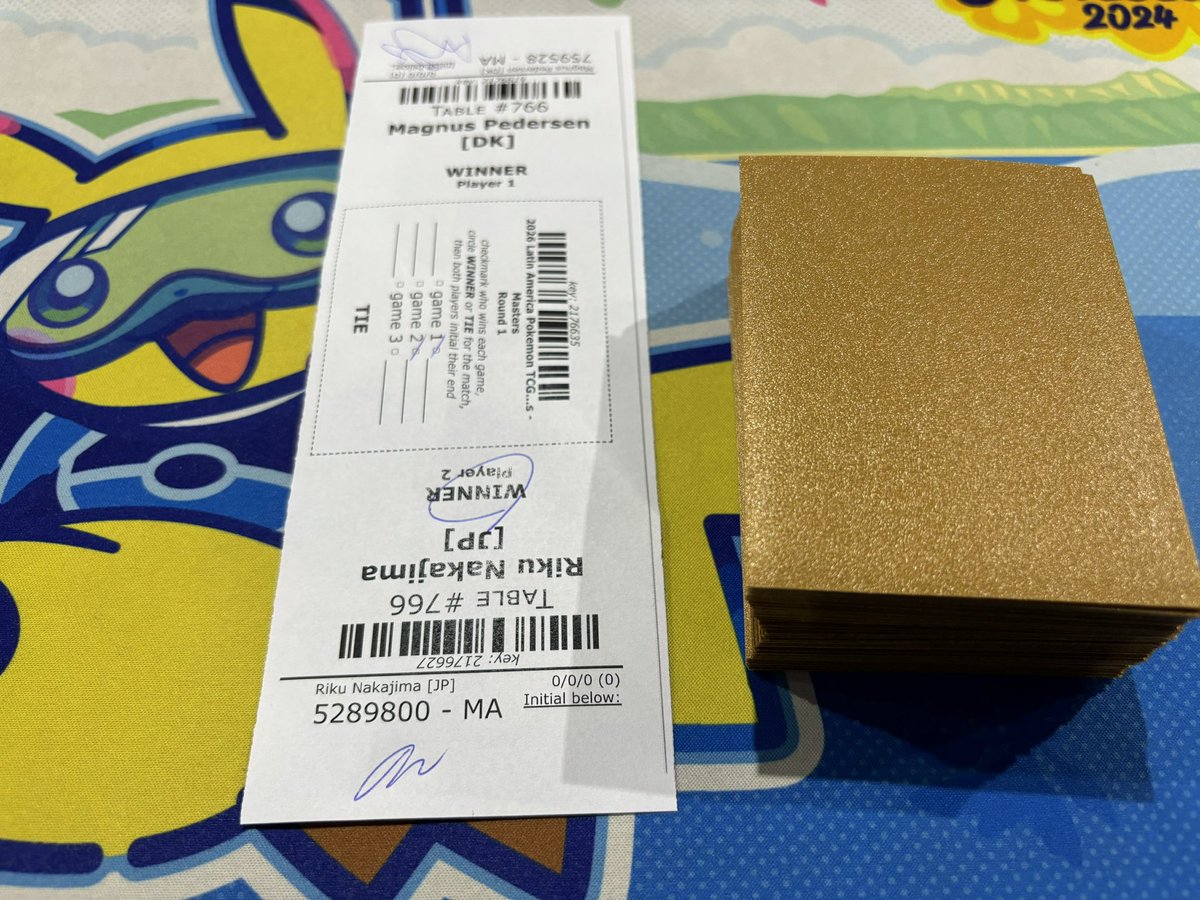 2024
759528 - MA
TABLE #766
Magnus Pedersen
[DK]
WINNER
Player 1
key: 2176635
2026 Latin America Pokemon TCG...s -
Masters
Round 1
checkmark who wins each game,
circle WINNER or TIE for the match,
then both players initial their end
game 1
game 2
game 3
TIE
Player 2
WINNER
[JP]
Riku Nakajima
TABLE #766
key: 2176627
Riku Nakajima [JP]
0/0/0 (0)
5289800 - MA
Initial below: